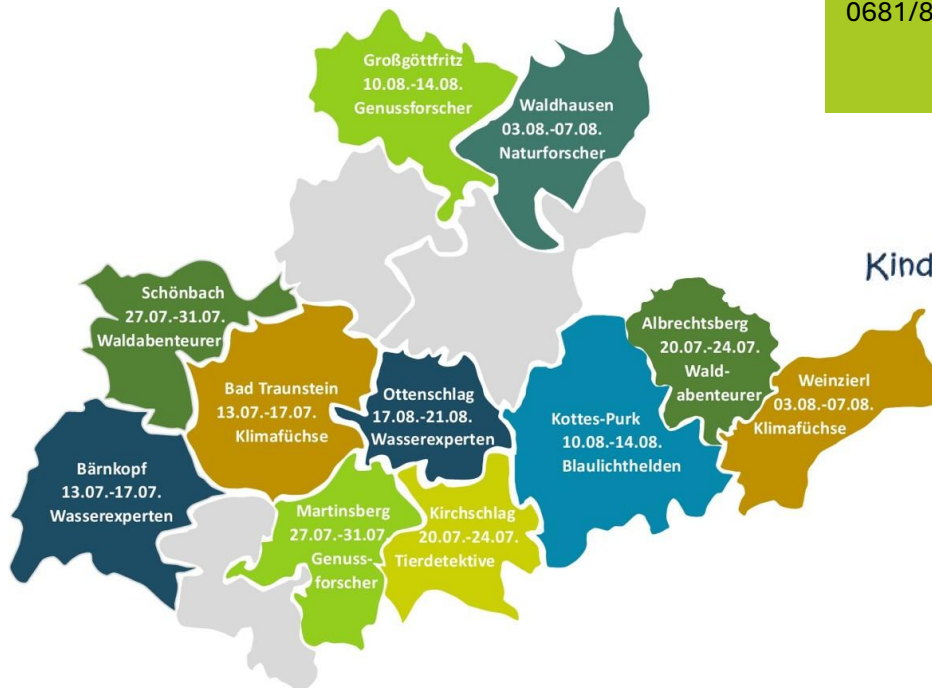 0681/8
Großgöttfritz
10.08.-14.08.
Genussforscher
Waldhausen
03.08.-07.08.
Naturforscher
Kind
Schönbach
27.07.-31.07.
Waldabenteurer
Bad Traunstein
13.07.-17.07.
Klimafüchse
Ottenschlag
17.08.-21.08.
Wasserexperten
Albrechtsberg
20.07.-24.07.
Wald-
abenteurer
Weinzierl
03.08.-07.08.
Klimafüchse
Kottes-Purk
10.08.-14.08.
Blaulichthelden
Bärnkopf
13.07.-17.07.
Wasserexperten
Martinsberg
27.07.-31.07.
Genuss-
forscher
Kirchschlag
20.07.-24.07.
Tierdetektive